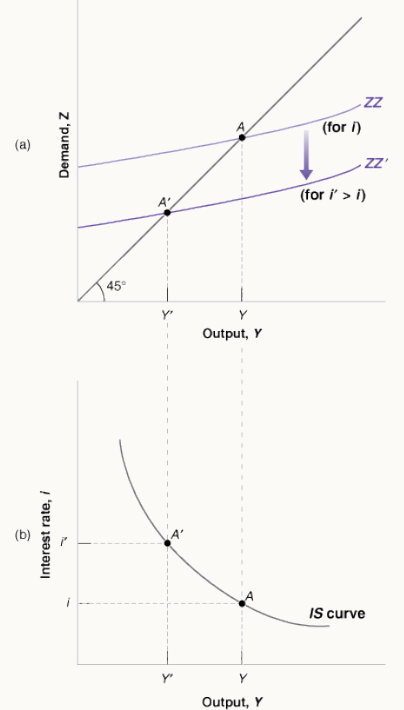 ZZ
(for i)
A
(a)
Demand, Z
ZZ'
(for i' > i)
A'
45°
Y'
Y
Output, Y
(b)
Interest rate, i
i'
A'
i
A
IS curve
Y'
Y
Output, Y